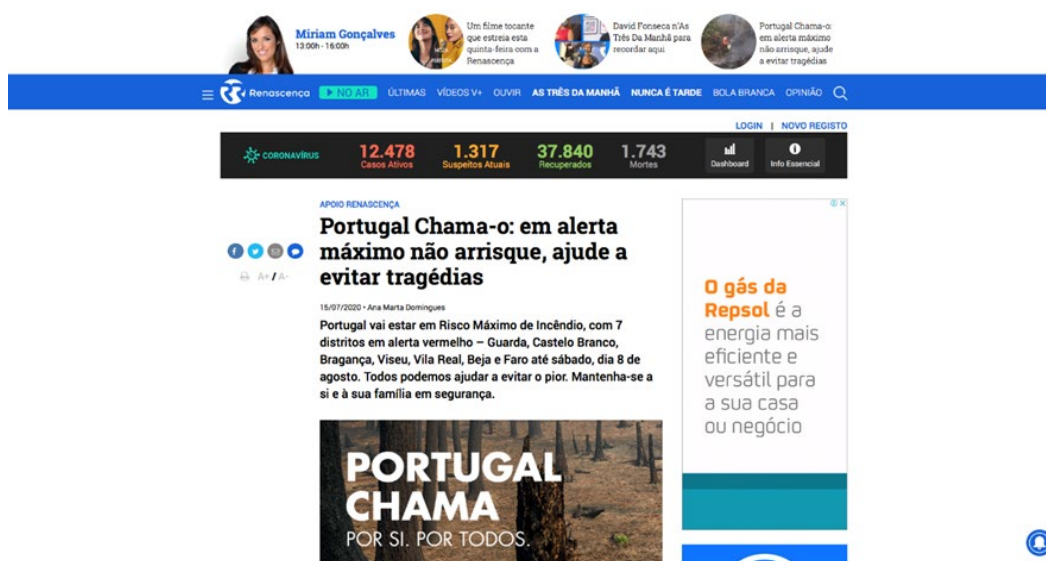 Miriam Gonçalves
13:00h - 16:00h
Um filme tocante
que estreia esta
quinta-feira com a
Renascença
David Fonseca n'As
Três Da Manhã para
recordar aqui
Portugal Chama-o:
em alerta máximo
não arrisque, ajude
a evitar tragédias
Renascença NO AR ÚLTIMAS VÍDEOS V+ OUVIR AS TRÊS DA MANHÃ NUNCA É TARDE BOLA BRANCA OPINIÃO
LOGIN | NOVO REGISTO
CORONAVÍRUS
12.478
Casos Ativos
1.317
Suspeitos Atuais
37.840
Recuperados
1.743
Mortes
Dashboard
Info Essencial
APOIO RENASCENÇA
Portugal Chama-o: em alerta
máximo não arrisque, ajude a
evitar tragédias
A+ / A-
15/07/2020 • Ana Marta Domingues
Portugal vai estar em Risco Máximo de Incêndio, com 7
distritos em alerta vermelho – Guarda, Castelo Branco,
Bragança, Viseu, Vila Real, Beja e Faro até sábado, dia 8 de
agosto. Todos podemos ajudar a evitar o pior. Mantenha-se a
si e à sua família em segurança.
PORTUGAL
CHAMA
POR SI. POR TODOS.
O gás da
Repsol é a
energia mais
eficiente e
versátil para
a sua casa
ou negócio